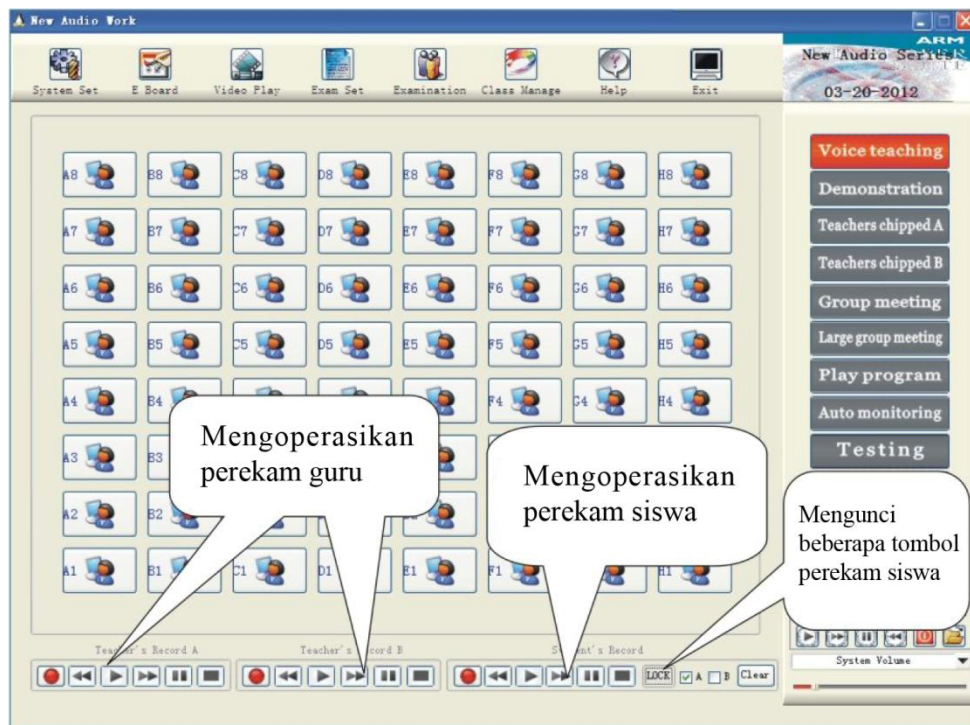 New Audio Work
ARM
New Audio Series
03-20-2012
System Set E Board Video Play Exam Set Examination Class Manage Help Exit
Voice teaching
Demonstration
Teachers chipped A
Teachers chipped B
Group meeting
Large group meeting
Play program
Auto monitoring
Testing
A8 B8 C8 D8 E8 F8 G8 H8
A7 B7 C7 D7 E7 F7 G7 H7
A6 B6 C6 D6 E6 F6 G6 H6
A5 B5 C5 D5 E5 F5 G5 H5
A4 B4 F4 G4 H4
A3 B3
A2 B2
A1 B1 C1 D1 E1 F1 H1
Mengoperasikan
perekam guru
Mengoperasikan
perekam siswa
Mengunci
beberapa tombol
perekam siswa
Teacher's Record A Record B Record
LOCK A B Clear
System Volume